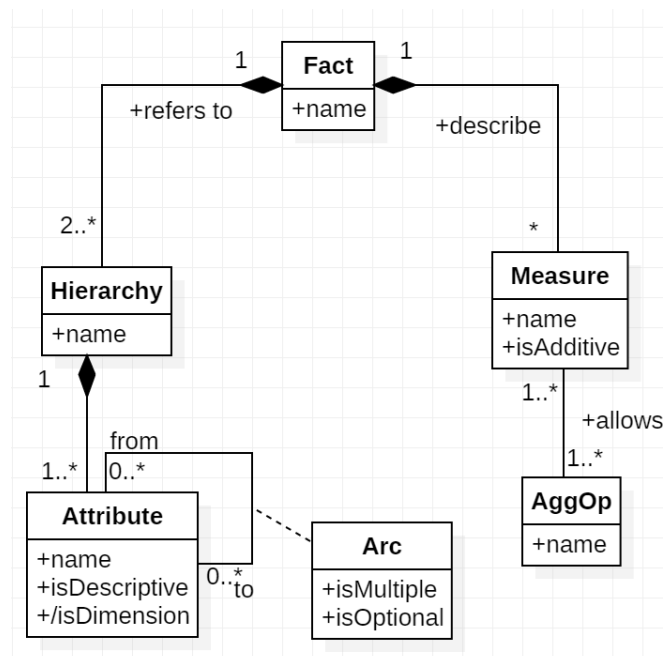 1
Fact
1
+name
+refers to
+describe
2..*
*
Hierarchy
+name
Measure
+name
+isAdditive
1
1..*
+allows
from
1..*
0..*
1..*
Attribute
+name
+isDescriptive
+/isDimension
0..*
to
Arc
+isMultiple
+isOptional
AggOp
+name